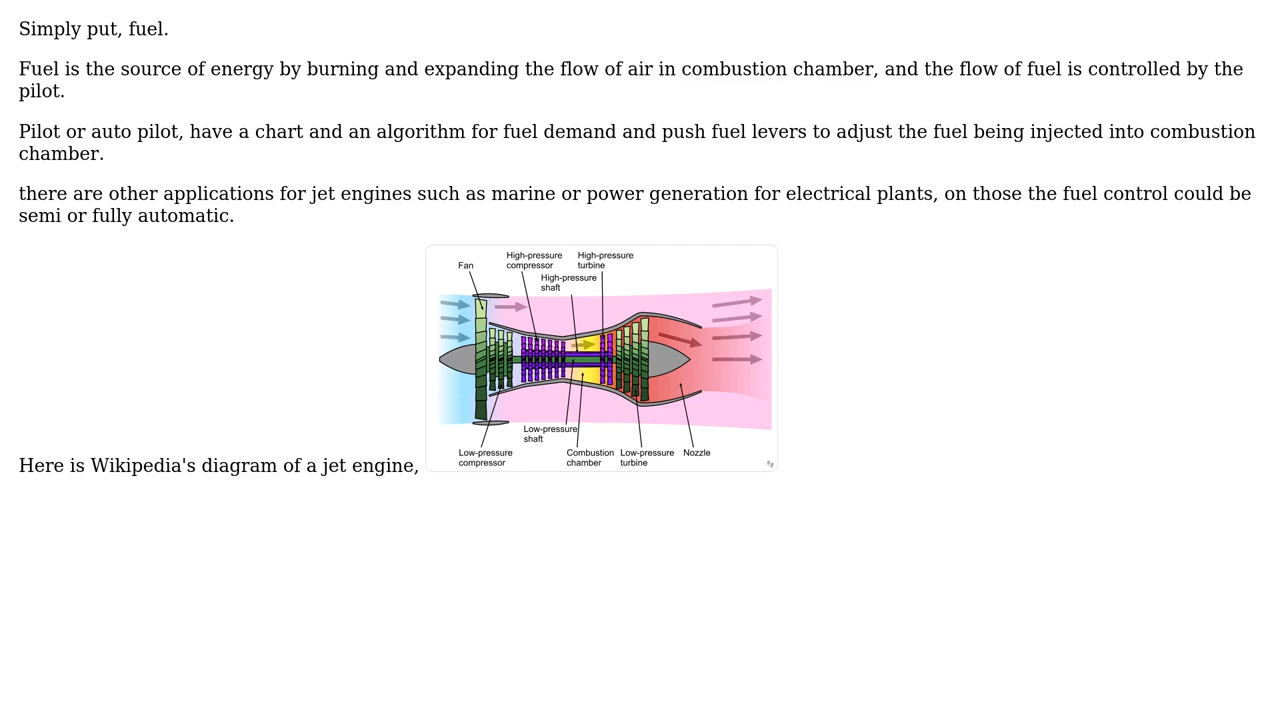 Simply put, fuel.
Fuel is the source of energy by burning and expanding the flow of air in combustion chamber, and the flow of fuel is controlled by the
pilot.
Pilot or auto pilot, have a chart and an algorithm for fuel demand and push fuel levers to adjust the fuel being injected into combustion
chamber.
there are other applications for jet engines such as marine or power generation for electrical plants, on those the fuel control could be
semi or fully automatic.
Fan
High-pressure
compressor
High-pressure
turbine
High-pressure
shaft
Low-pressure
shaft
Low-pressure
compressor
Combustion
chamber
Low-pressure
turbine
Nozzle
Here is Wikipedia's diagram of a jet engine,